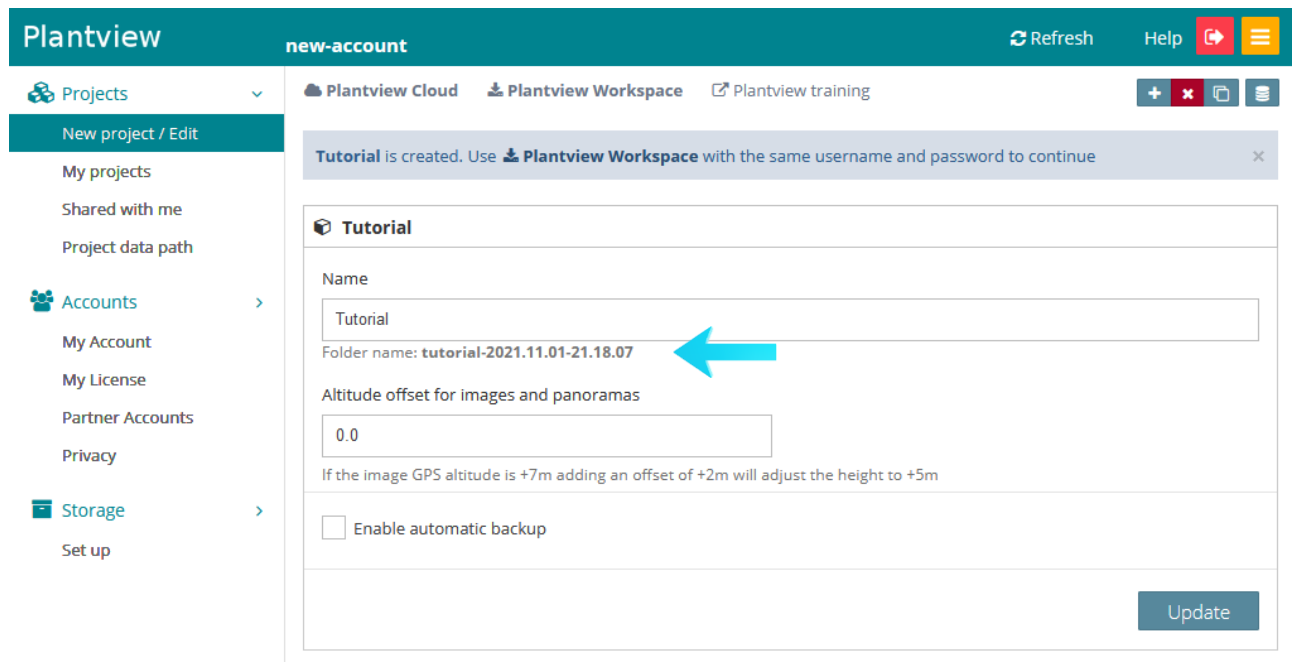 Plantview
new-account
Refresh
Help
Projects
New project / Edit
My projects
Shared with me
Project data path
Accounts
My Account
My License
Partner Accounts
Privacy
Storage
Set up
Plantview Cloud
Plantview Workspace
Plantview training
Tutorial is created. Use Plantview Workspace with the same username and password to continue
Tutorial
Name
Tutorial
Folder name: tutorial-2021.11.01-21.18.07
Altitude offset for images and panoramas
0.0
If the image GPS altitude is +7m adding an offset of +2m will adjust the height to +5m
Enable automatic backup
Update